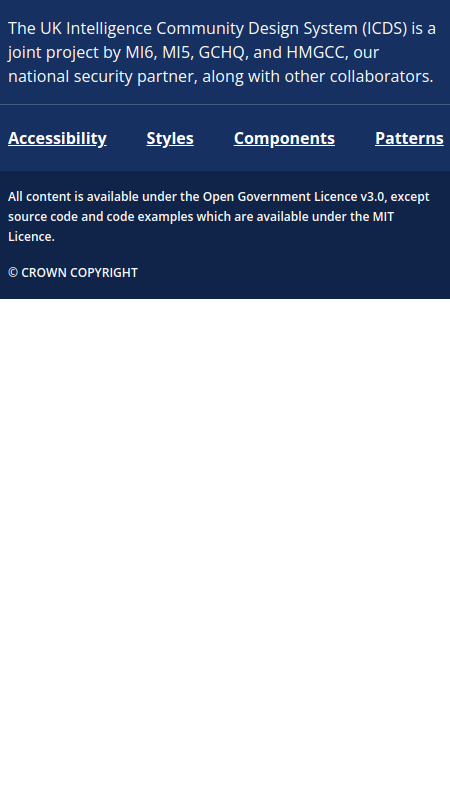 The UK Intelligence Community Design System (ICDS) is a
joint project by MI6, MI5, GCHQ, and HMGCC, our
national security partner, along with other collaborators.
Accessibility Styles Components Patterns
All content is available under the Open Government Licence v3.0, except
source code and code examples which are available under the MIT
Licence.
© CROWN COPYRIGHT